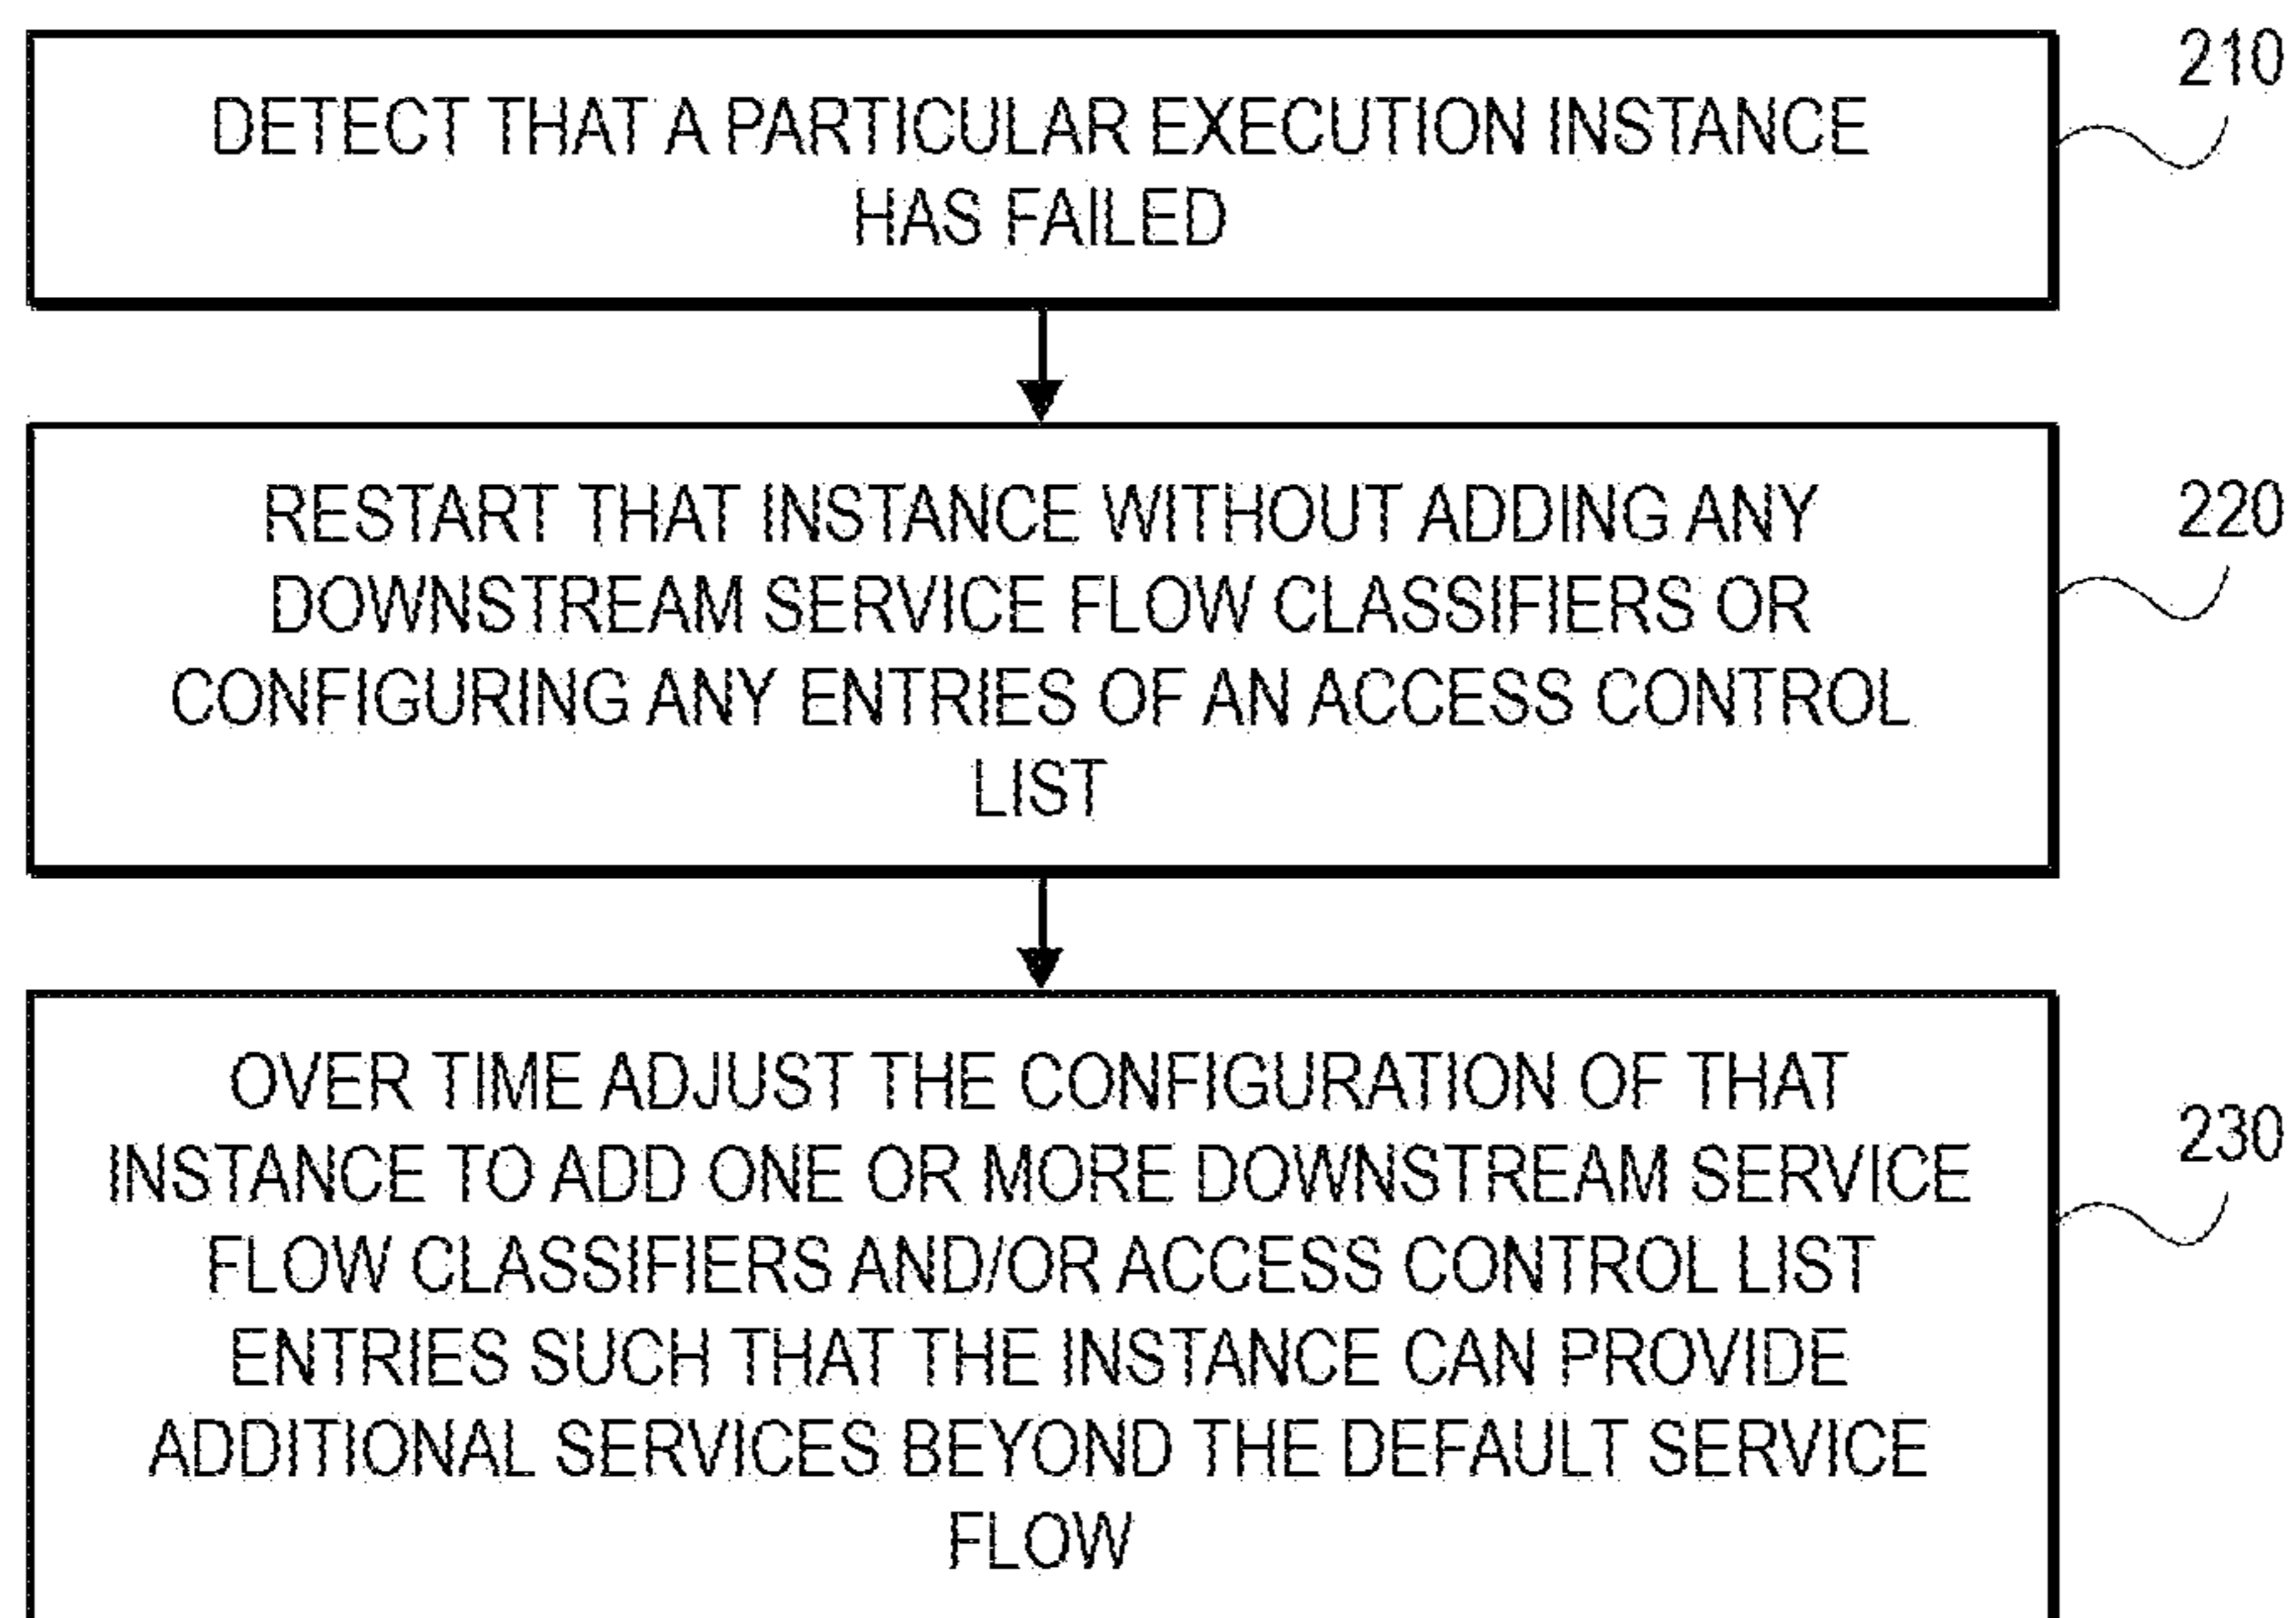 210
DETECT THAT A PARTICULAR EXECUTION INSTANCE
HAS FAILED
220
RESTART THAT INSTANCE WITHOUT ADDING ANY
DOWNSTREAM SERVICE FLOW CLASSIFIERS OR
CONFIGURING ANY ENTRIES OF AN ACCESS CONTROL
LIST
230
OVER TIME ADJUST THE CONFIGURATION OF THAT
INSTANCE TO ADD ONE OR MORE DOWNSTREAM SERVICE
FLOW CLASSIFIERS AND/OR ACCESS CONTROL LIST
ENTRIES SUCH THAT THE INSTANCE CAN PROVIDE
ADDITIONAL SERVICES BEYOND THE DEFAULT SERVICE
FLOW